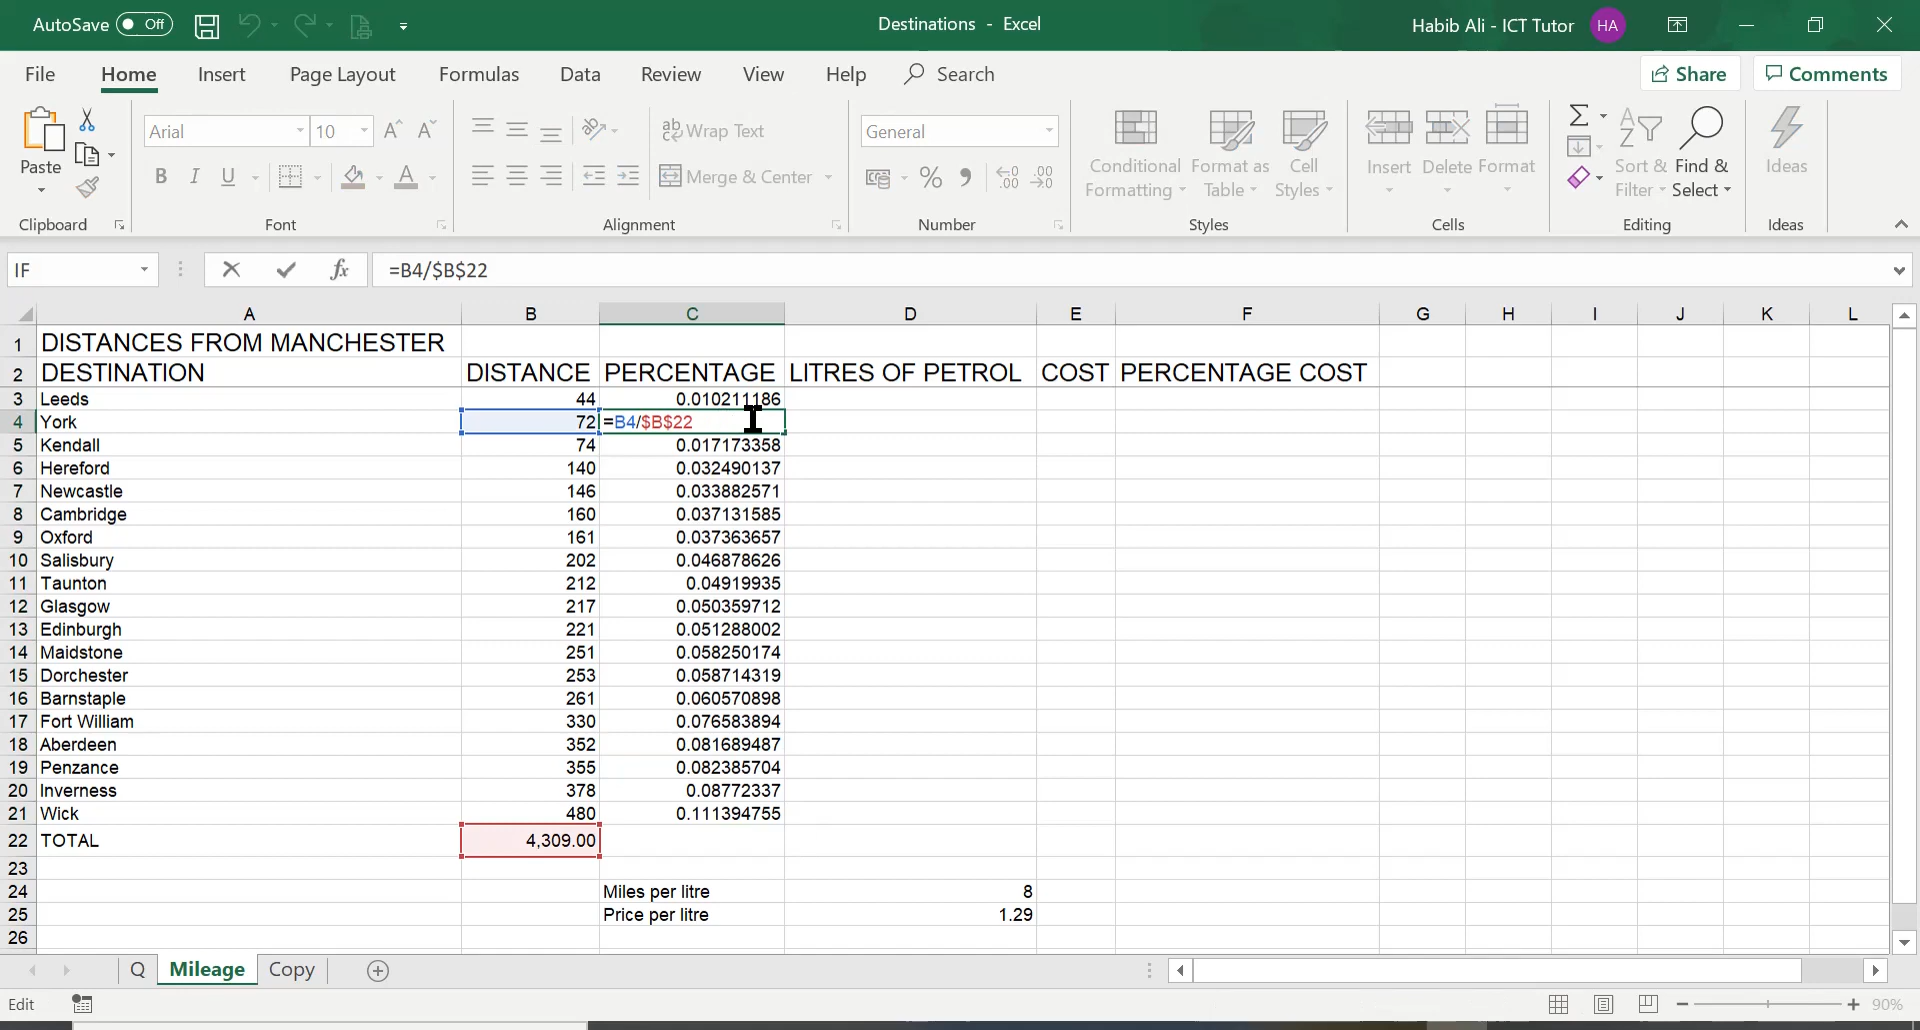 AutoSave Off Destinations - Excel Habib Ali - ICT Tutor HA
File Home Insert Page Layout Formulas Data Review View Help Search Share Comments
Paste Arial 10 ab Wrap Text General Conditional Formatting Format as Table Cell Styles Insert Delete Format Sort & Filter Find & Select Ideas
B I U A Merge & Center % 9 .00 .00
Clipboard Font Alignment Number Styles Cells Editing Ideas
IF fx =B4/$B$22
A B C D E F G H I J K L
1 DISTANCES FROM MANCHESTER
2 DESTINATION DISTANCE PERCENTAGE LITRES OF PETROL COST PERCENTAGE COST
3 Leeds 44 0.010211186
4 York 72 =B4/$B$22
5 Kendall 74 0.017173358
6 Hereford 140 0.032490137
7 Newcastle 146 0.033882571
8 Cambridge 160 0.037131585
9 Oxford 161 0.037363657
10 Salisbury 202 0.046878626
11 Taunton 212 0.04919935
12 Glasgow 217 0.050359712
13 Edinburgh 221 0.051288002
14 Maidstone 251 0.058250174
15 Dorchester 253 0.058714319
16 Barnstaple 261 0.060570898
17 Fort William 330 0.076583894
18 Aberdeen 352 0.081689487
19 Penzance 355 0.082385704
20 Inverness 378 0.08772337
21 Wick 480 0.111394755
22 TOTAL 4,309.00
23
24 Miles per litre 8
25 Price per litre 1.29
26
Q Mileage Copy
Edit 90%